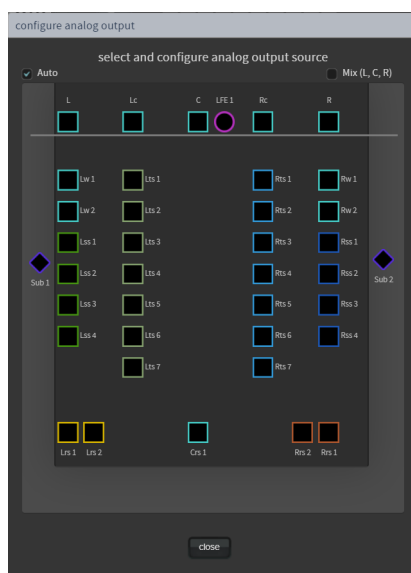 configure analog output
select and configure analog output source
Auto
Mix (L, C, R)
L Lc C LFE 1 Rc R
Lw 1 Lts 1 Rts 1 Rw 1
Lw 2 Lts 2 Rts 2 Rw 2
Lss 1 Lts 3 Rts 3 Rss 1
Lss 2 Lts 4 Rts 4 Rss 2
Sub 1
Sub 2
Lss 3 Lts 5 Rts 5 Rss 3
Lss 4 Lts 6 Rts 6 Rss 4
Lts 7 Rts 7
Lrs 1 Lrs 2 Crs 1 Rrs 2 Rrs 1
close